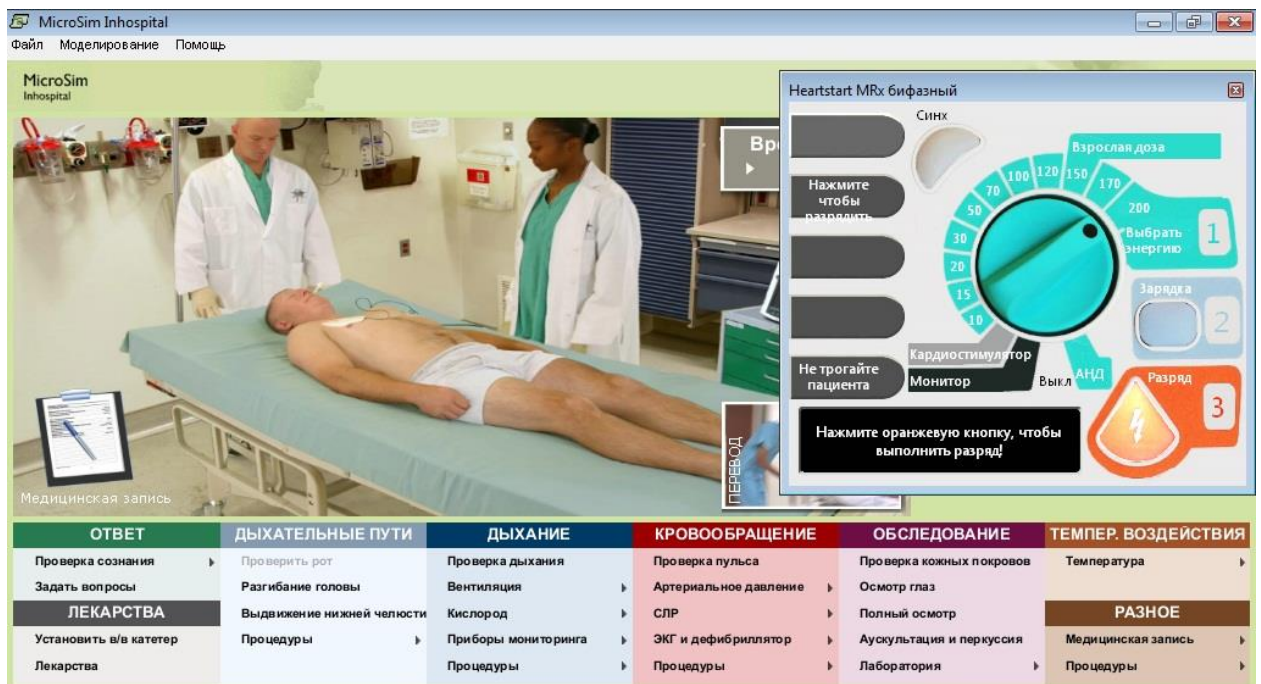 MicroSim Inhospital
Файл Моделирование Помощь
MicroSim
Inhospital
Вре
Медицинская запись
ПЕРЕВОД
Heartstart MRx бифазный
Синх
Взрослая доза
Нажмите
чтобы
разрядить
10
15
20
30
50
70
100
120
150
170
200
Выбрать
энергию
1
Зарядка
2
Кардиостимулятор
Монитор
Выкл
АНД
Разряд
3
Не трогайте
пациента
Нажмите оранжевую кнопку, чтобы
выполнить разряд!
ОТВЕТ
Проверка сознания
Задать вопросы
ЛЕКАРСТВА
Установить в/в катетер
Лекарства
ДЫХАТЕЛЬНЫЕ ПУТИ
Проверить рот
Разгибание головы
Выдвижение нижней челюсти
Процедуры
ДЫХАНИЕ
Проверка дыхания
Вентиляция
Кислород
Приборы мониторинга
Процедуры
КРОВООБРАЩЕНИЕ
Проверка пульса
Артериальное давление
СЛР
ЭКГ и дефибриллятор
Процедуры
ОБСЛЕДОВАНИЕ
Проверка кожных покровов
Осмотр глаз
Полный осмотр
Аускультация и перкуссия
Лаборатория
ТЕМПЕР. ВОЗДЕЙСТВИЯ
Температура
РАЗНОЕ
Медицинская запись
Процедуры